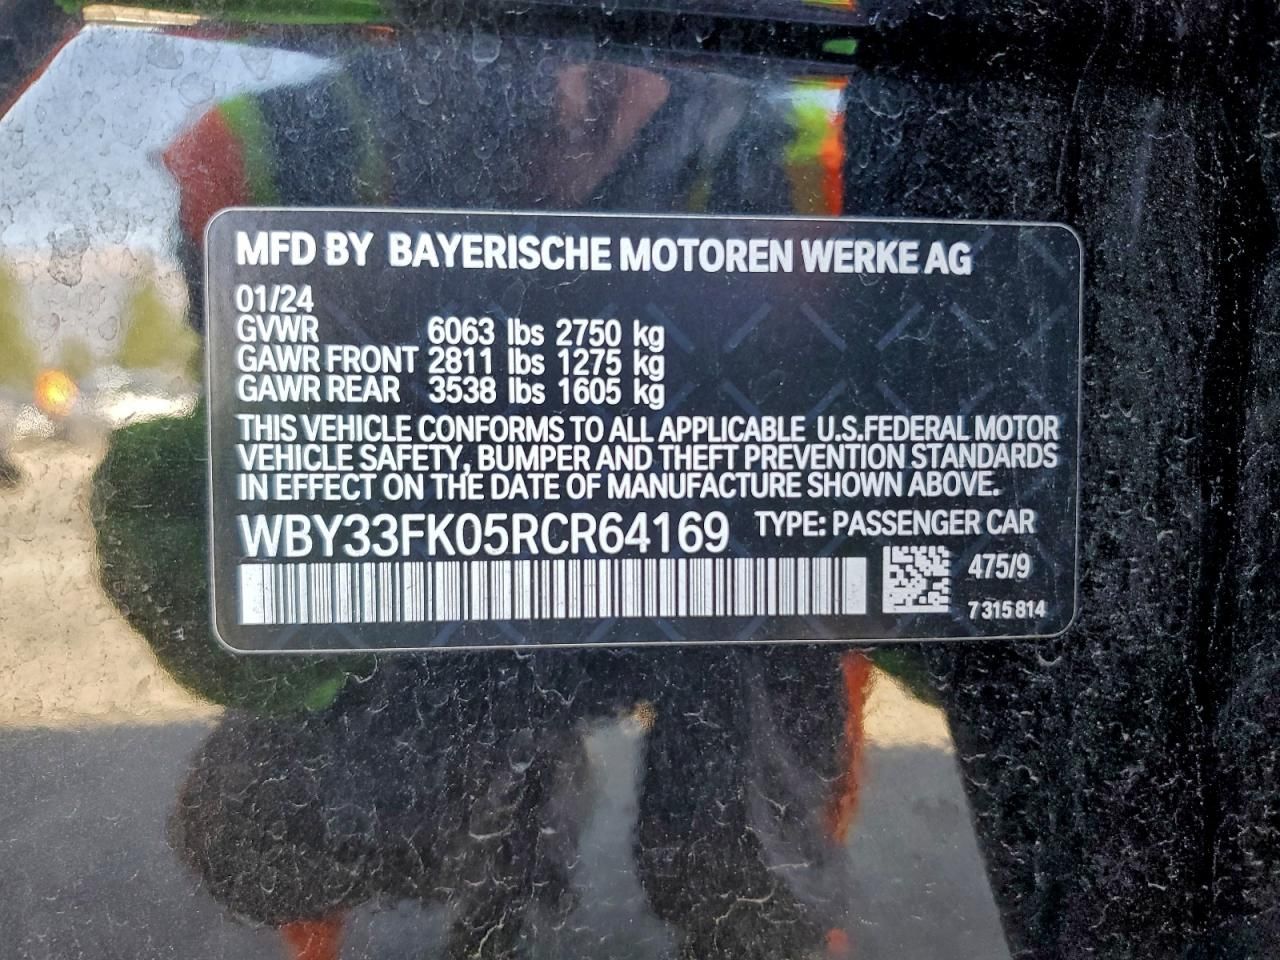 MFD BY BAYERISCHE MOTOREN WERKE AG
01/24
GVWR 6063 lbs 2750 kg
GAWR FRONT 2811 lbs 1275 kg
GAWR REAR 3538 lbs 1605 kg
THIS VEHICLE CONFORMS TO ALL APPLICABLE U.S.FEDERAL MOTOR
VEHICLE SAFETY, BUMPER AND THEFT PREVENTION STANDARDS
IN EFFECT ON THE DATE OF MANUFACTURE SHOWN ABOVE.
WBY33FK05RCR64169 TYPE: PASSENGER CAR
475/9
7 315 814